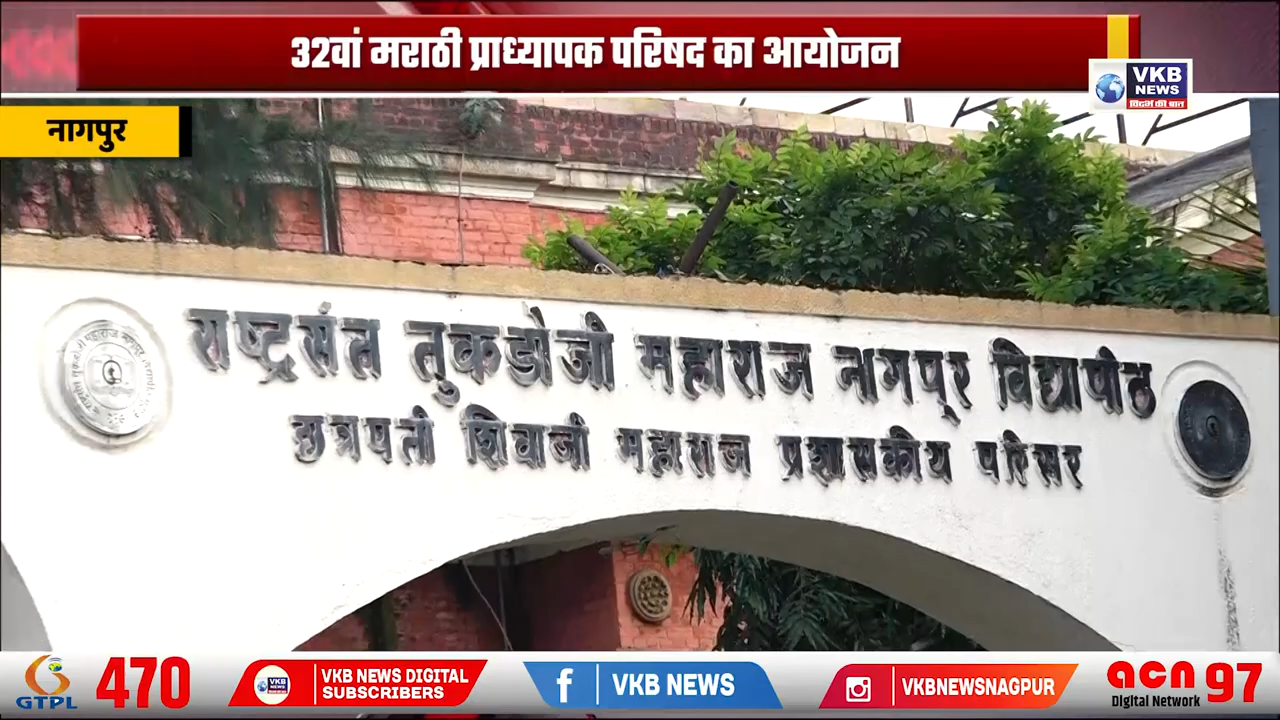 32वां मराठी प्राध्यापक परिषद का आयोजन
VKB
NEWS
विदर्भ की बात
नागपुर
राष्ट्रसंत तुकडोजी महाराज नागपूर विद्यापीठ
छत्रपती शिवाजी महाराज प्रशासकीय परिसर
GTPL
470
VKB NEWS DIGITAL
SUBSCRIBERS
VKB NEWS
VKBNEWSNAGPUR
acn
Digital Network
97